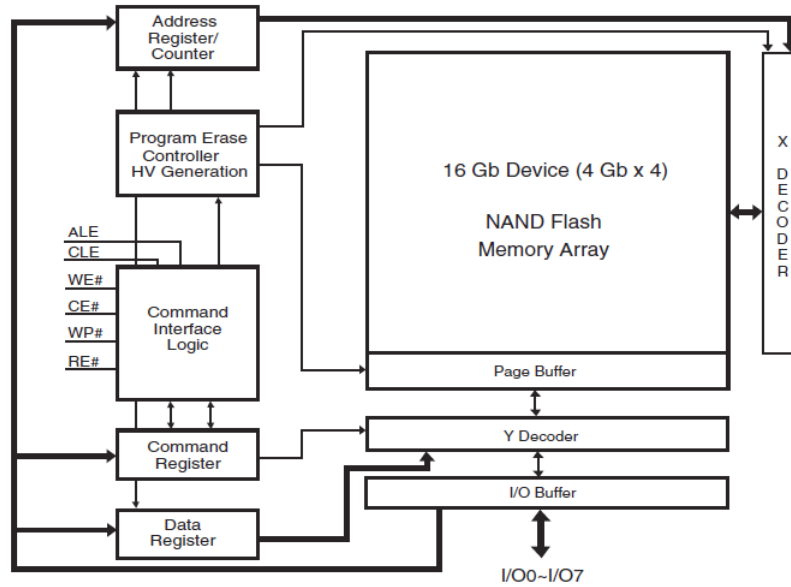 Address
Register/
Counter
Program Erase
Controller
HV Generation
ALE
CLE
WE#
CE#
WP#
RE#
Command
Interface
Logic
Command
Register
Data
Register
16 Gb Device (4 Gb x 4)
NAND Flash
Memory Array
Page Buffer
Y Decoder
I/O Buffer
I/O0~I/O7
X
D
E
C
O
D
E
R